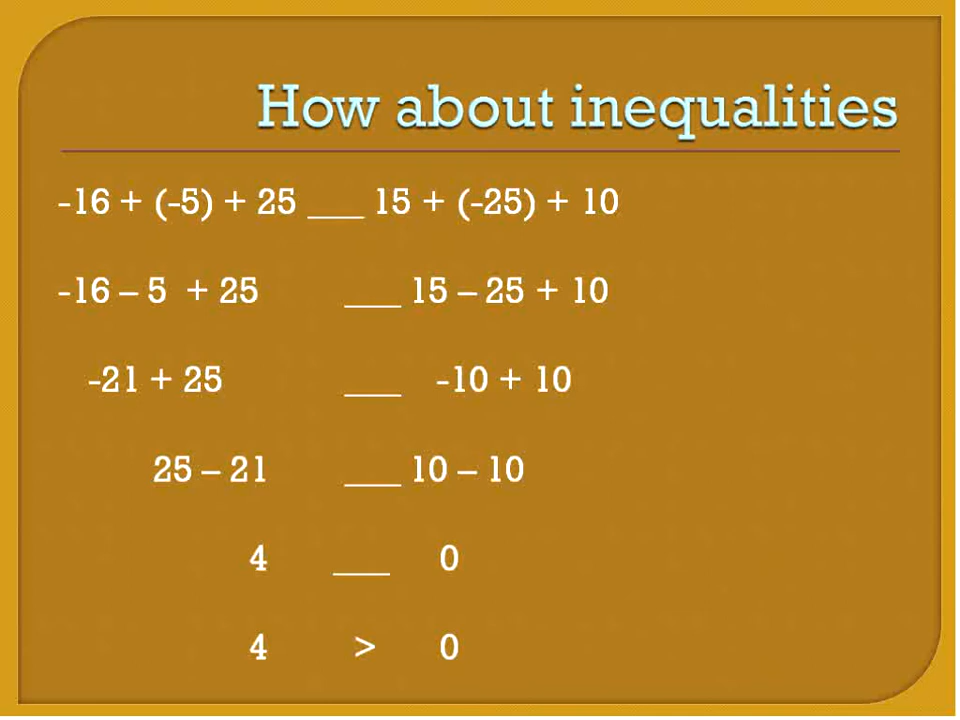 How about inequalities
-16 + (-5) + 25 ___ 15 + (-25) + 10
-16 – 5 + 25 ___ 15 – 25 + 10
-21 + 25 ___ -10 + 10
25 – 21 ___ 10 – 10
4 ___ 0
4 > 0